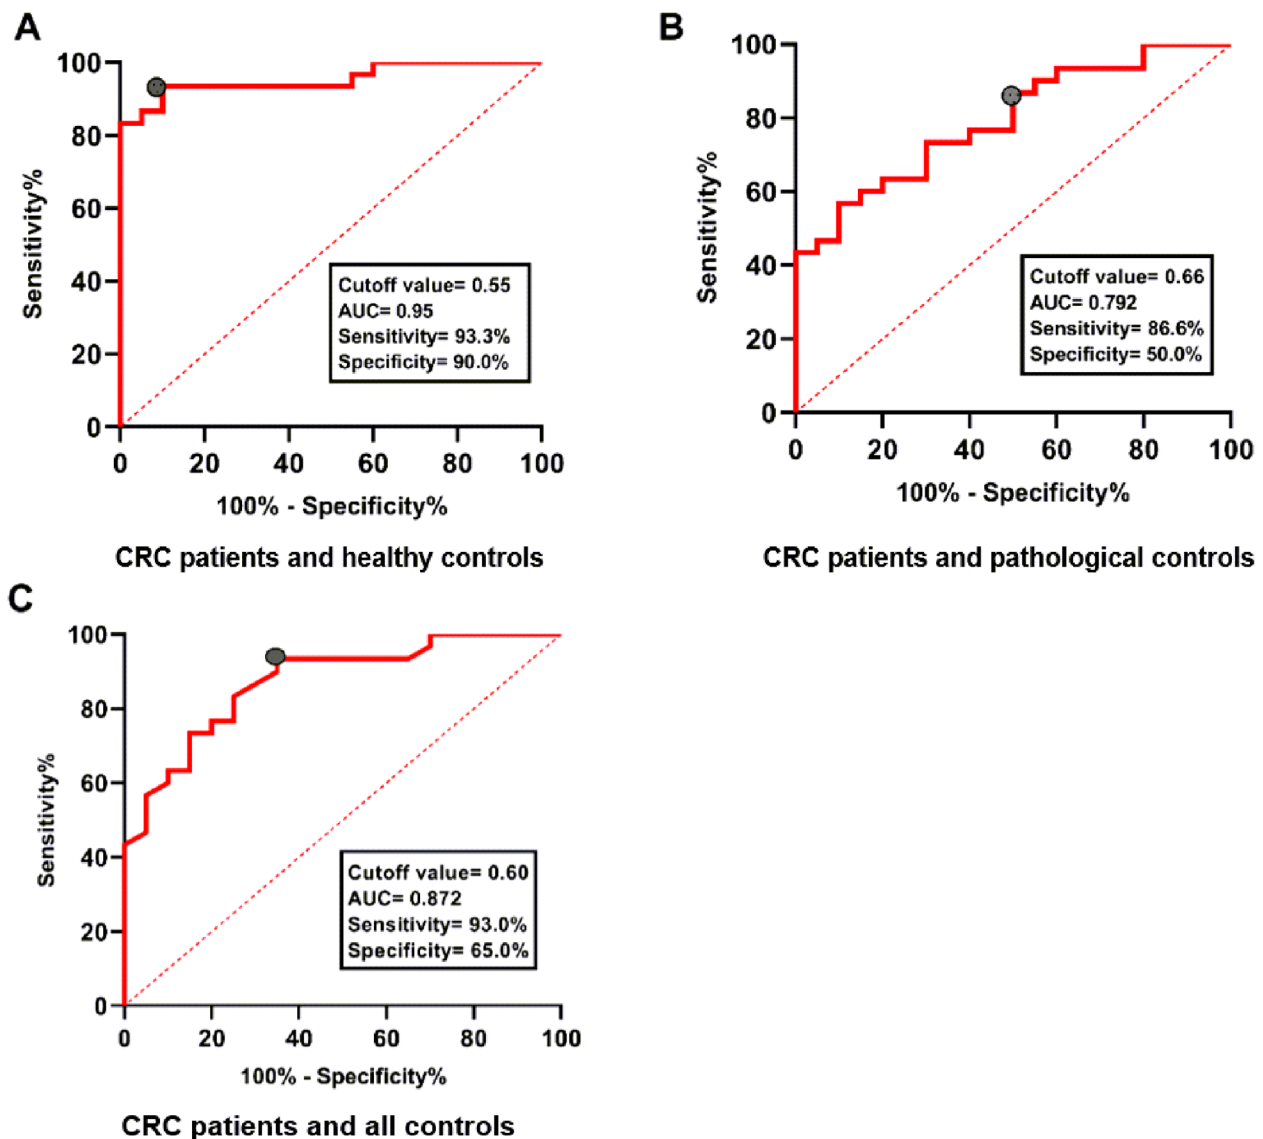 A
100
80
60
40
20
0
Sensitivity%
Cutoff value= 0.55
AUC= 0.95
Sensitivity= 93.3%
Specificity= 90.0%
0 20 40 60 80 100
100% - Specificity%
CRC patients and healthy controls
B
100
80
60
40
20
0
Sensitivity%
Cutoff value= 0.66
AUC= 0.792
Sensitivity= 86.6%
Specificity= 50.0%
0 20 40 60 80 100
100% - Specificity%
CRC patients and pathological controls
C
100
80
60
40
20
0
Sensitivity%
Cutoff value= 0.60
AUC= 0.872
Sensitivity= 93.0%
Specificity= 65.0%
0 20 40 60 80 100
100% - Specificity%
CRC patients and all controls